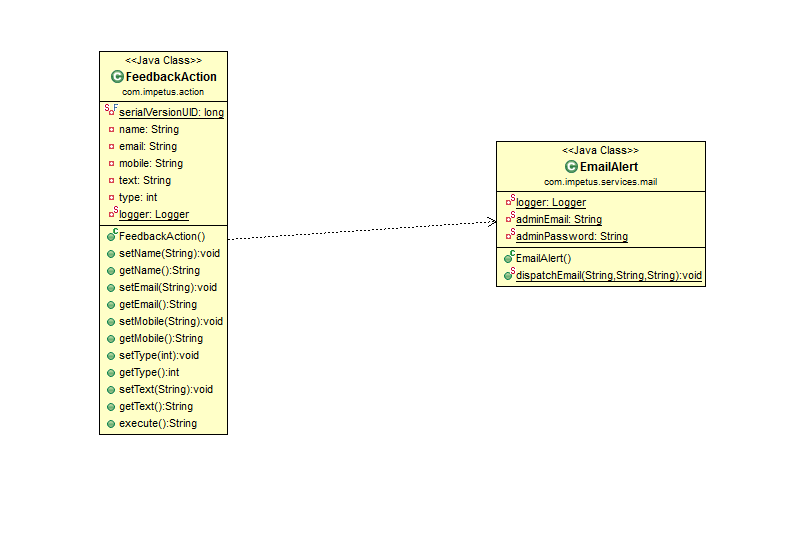 <<Java Class>>
FeedbackAction
com.impetus.action
serialVersionUID: long
name: String
email: String
mobile: String
text: String
type: int
logger: Logger
FeedbackAction()
setName(String):void
getName():String
setEmail(String):void
getEmail():String
setMobile(String):void
getMobile():String
setType(int):void
getType():int
setText(String):void
getText():String
execute():String
<<Java Class>>
EmailAlert
com.impetus.services.mail
logger: Logger
adminEmail: String
adminPassword: String
EmailAlert()
dispatchEmail(String,String,String):void